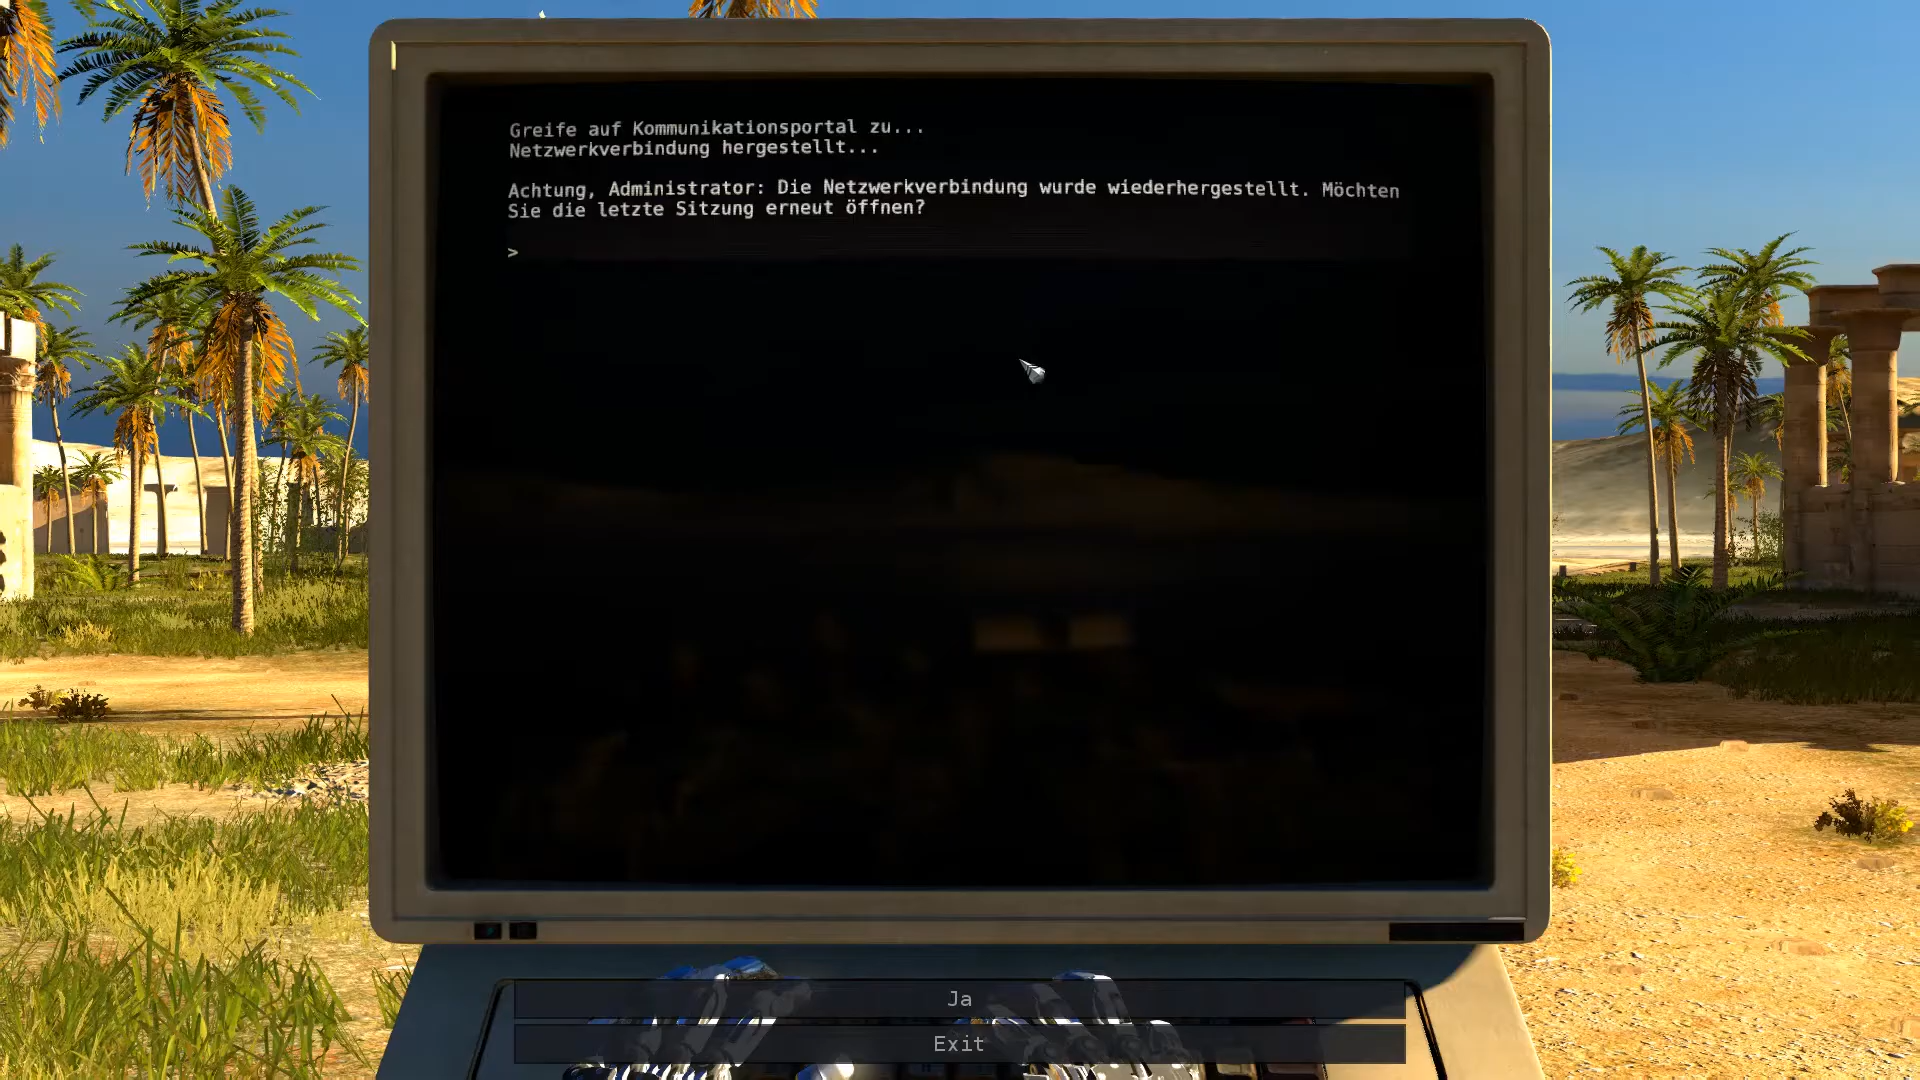 Greife auf Kommunikationsportal zu...
Netzwerkverbindung hergestellt...
Achtung, Administrator: Die Netzwerkverbindung wurde wiederhergestellt. Möchten
Sie die letzte Sitzung erneut öffnen?
>
Ja
Exit